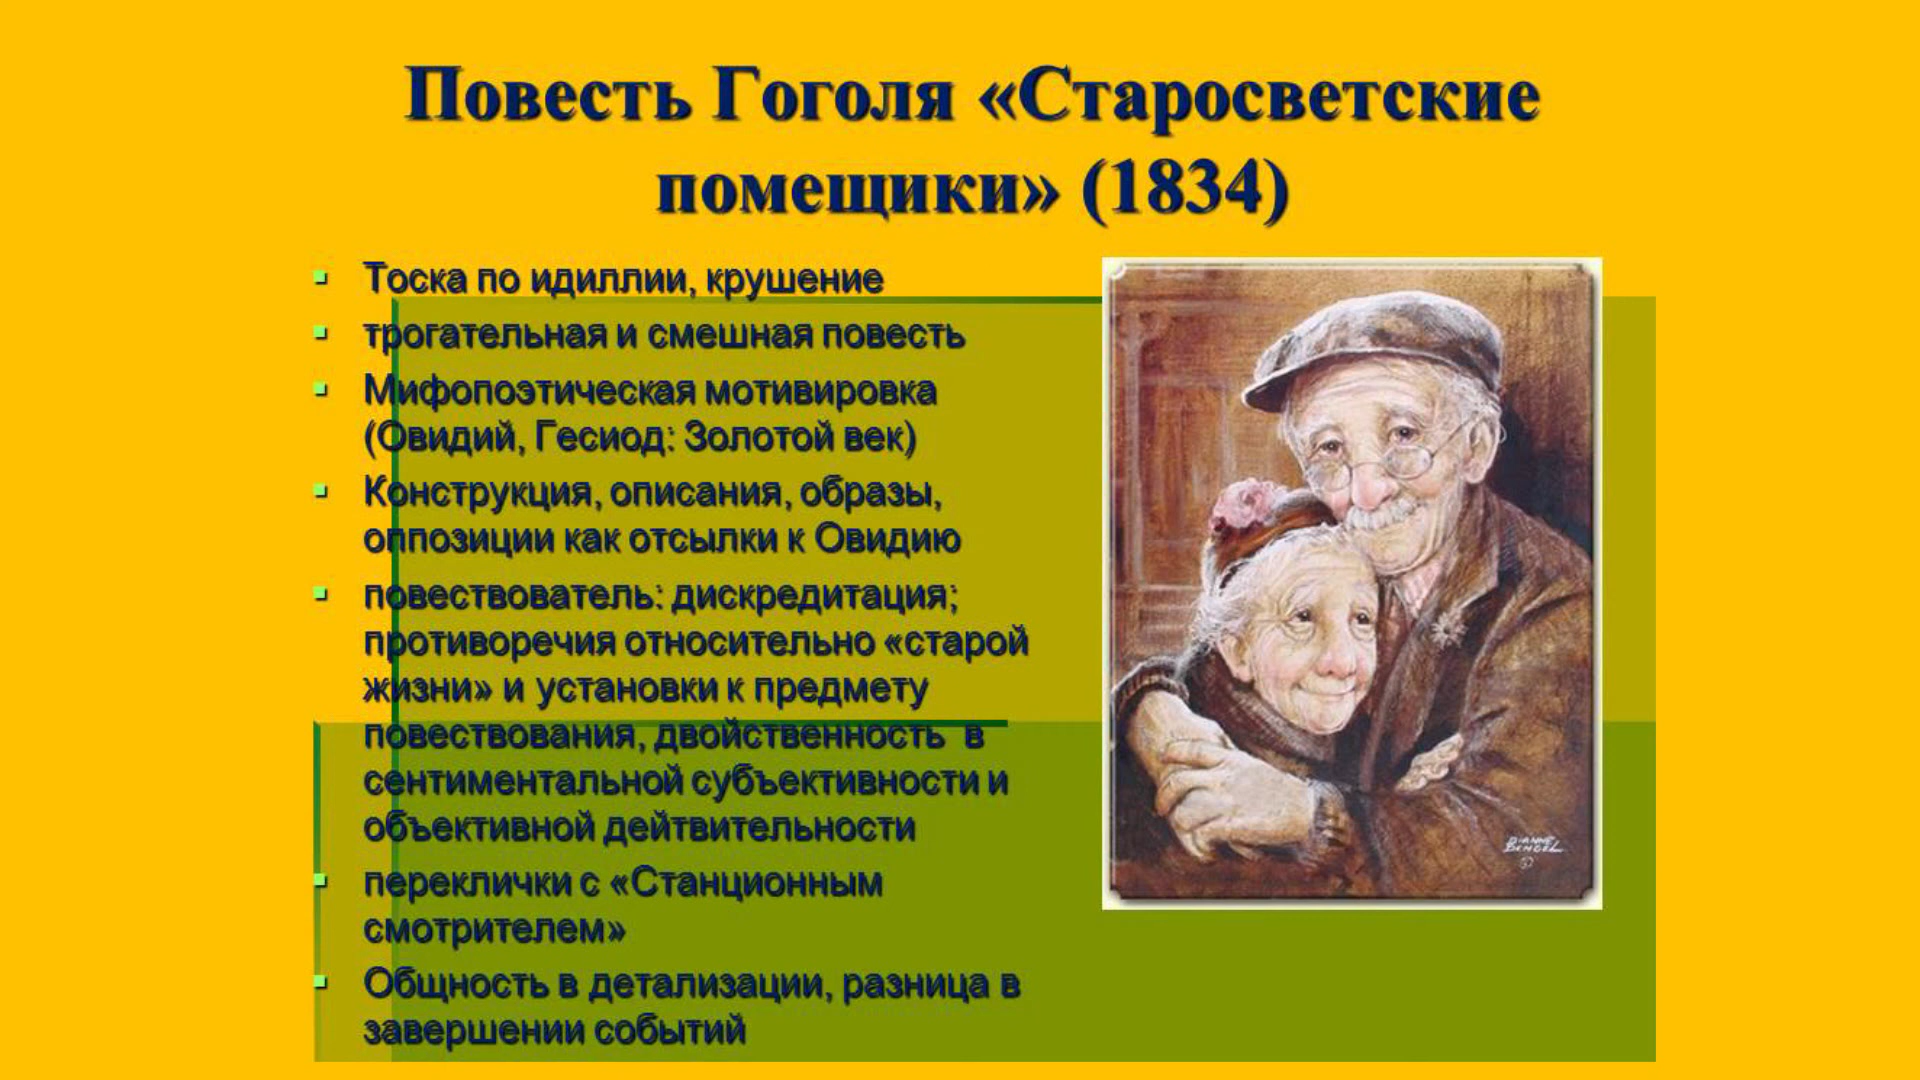 Повесть Гоголя «Старосветские
помещики» (1834)
Тоска по идиллии, крушение
трогательная и смешная повесть
Мифопоэтическая мотивировка
(Овидий, Гесиод: Золотой век)
Конструкция, описания, образы,
оппозиции как отсылки к Овидию
повествователь: дискредитация;
противоречия относительно «старой
жизни» и установки к предмету
повествования, двойственность в
сентиментальной субъективности и
объективной дейтвительности
переклички с «Станционным
смотрителем»
Общность в детализации, разница в
завершении событий
DIANNE
DENGEL